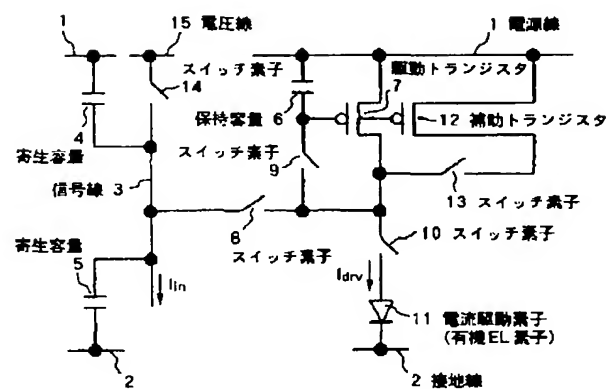 1
15 電圧線
1 電源線
スイッチ素子
14
駆動トランジスタ
7
4
保持容量 6
12 補助トランジスタ
寄生容量
スイッチ素子
9
信号線 3
13 スイッチ素子
8
10 スイッチ素子
寄生容量
スイッチ素子
5
Iin
Idrv
11 電流駆動素子
(有機EL素子)
2
2 接地線